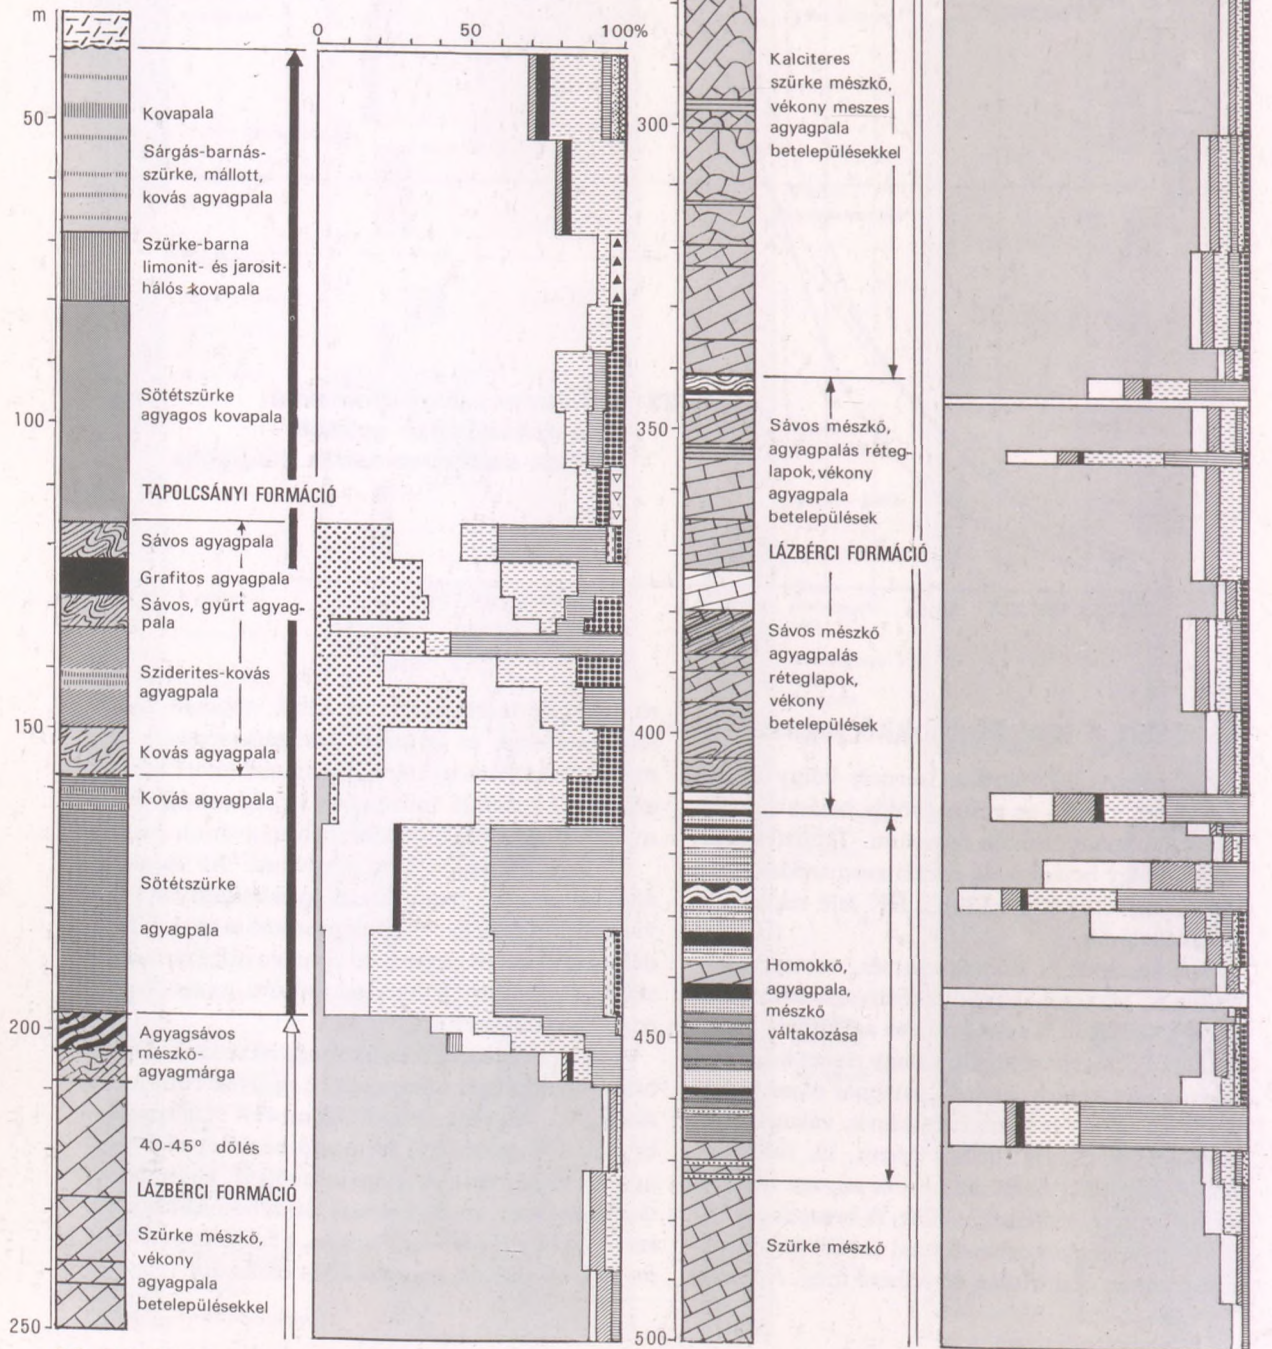 m
0 50 100%
50
100
150
200
250
Kovapala
Sárgás-barnás-
szürke, mállott,
kovás agyagpala
Szürke-barna
limonit- és jarosit-
hálós kovapala
Sötétszürke
agyagos kovapala
TAPOLCSÁNYI FORMÁCIÓ
Sávos agyagpala
Grafitos agyagpala
Sávos, gyűrt agyag-
pala
Sziderites-kovás
agyagpala
Kovás agyagpala
Kovás agyagpala
Sötétszürke
agyagpala
Agyagsávos
mészkő-
agyagmárga
40-45° dőlés
LÁZBÉRCI FORMÁCIÓ
Szürke mészkő,
vékony
agyagpala
betelepülésekkel
300
350
400
450
500
Kalciteres
szürke mészkő,
vékony meszes
agyagpala
betelepülésekkel
Sávos mészkő,
agyagpalás réteg-
lapok, vékony
agyagpala
betelepülések
LÁZBÉRCI FORMÁCIÓ
Sávos mészkő
agyagpalás
réteglapok,
vékony
betelepülések
Homokkő,
agyagpala,
mészkő
váltakozása
Szürke mészkő